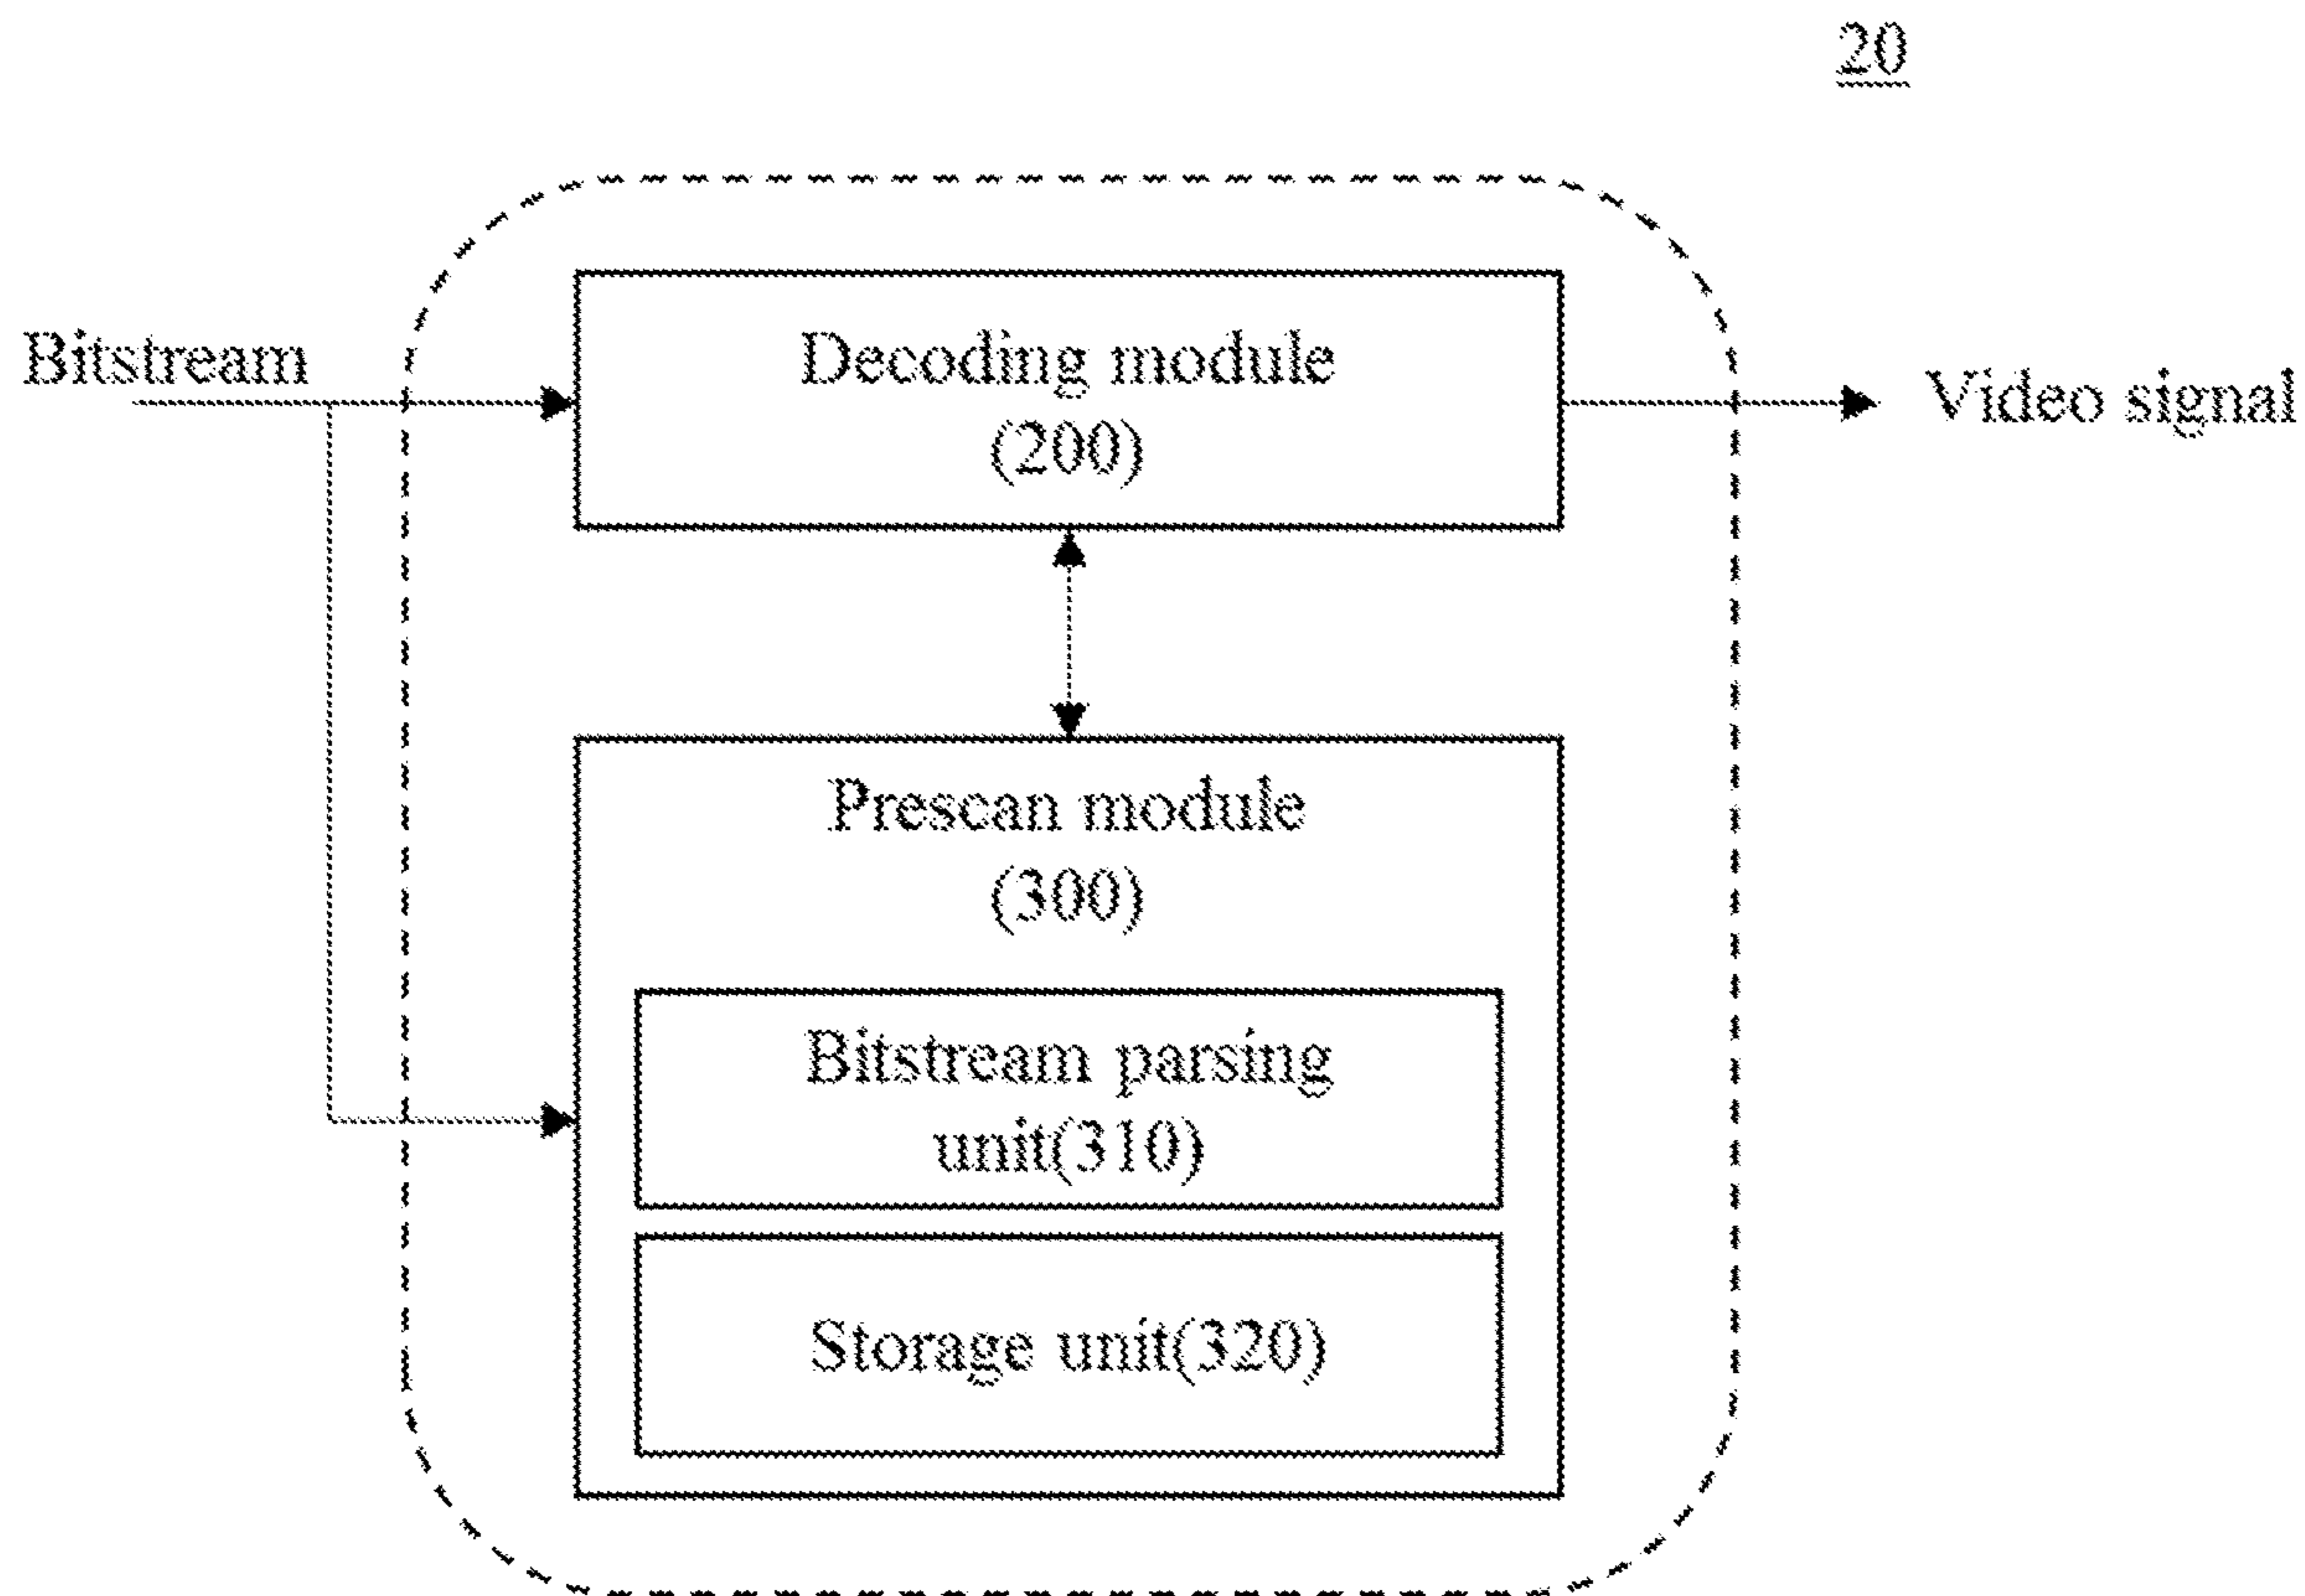 20
Bitstream
Decoding module
(200)
Video signal
Prescan module
(300)
Bitstream parsing
unit(310)
Storage unit(320)